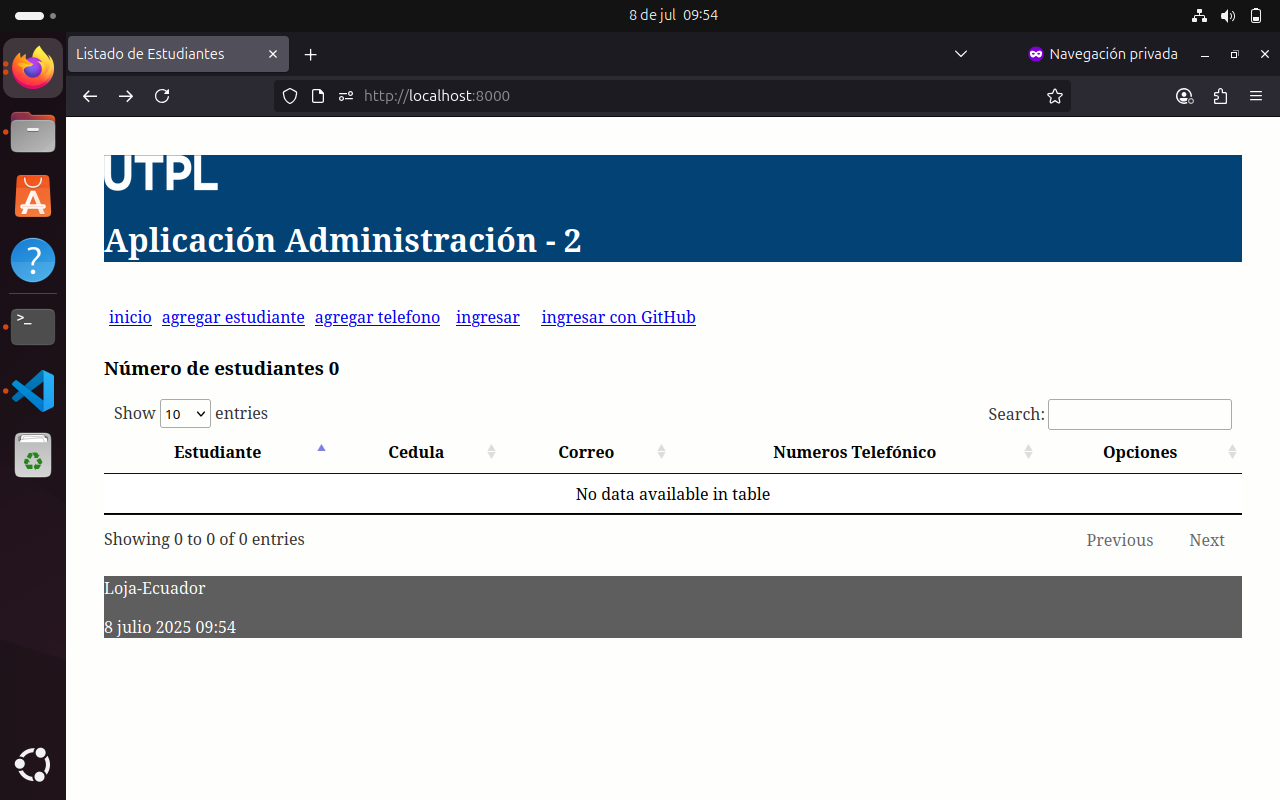 8 de jul 09:54
Listado de Estudiantes
Navegación privada
http://localhost:8000
UTPL
Aplicación Administración - 2
inicio agregar estudiante agregar telefono ingresar ingresar con GitHub
Número de estudiantes 0
Show 10 entries Search:
Estudiante Cedula Correo Numeros Telefónico Opciones
No data available in table
Showing 0 to 0 of 0 entries Previous Next
Loja-Ecuador
8 julio 2025 09:54